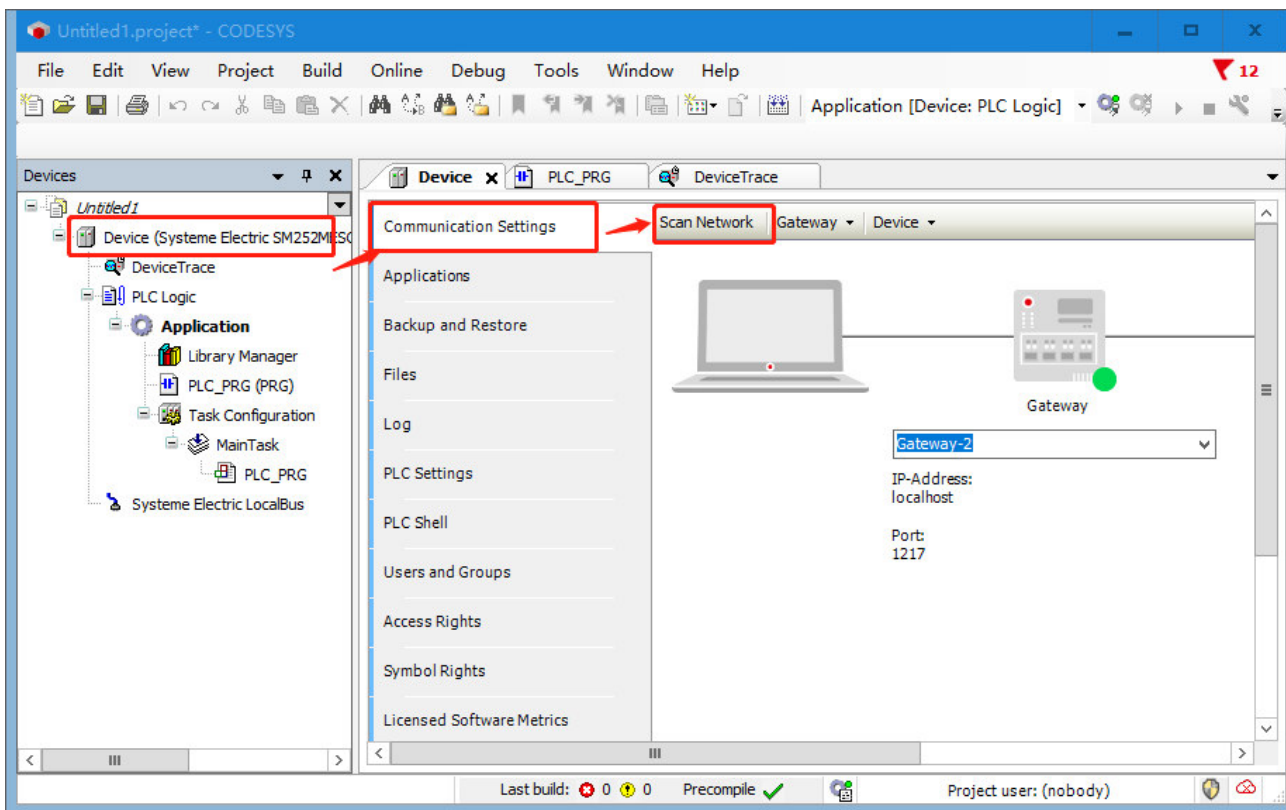 Untitled1.project* - CODESYS
File Edit View Project Build Online Debug Tools Window Help
12
Application [Device: PLC Logic]
Devices
Device
PLC_PRG
DeviceTrace
Untitled1
Device (Systeme Electric SM252MESC
DeviceTrace
PLC Logic
Application
Library Manager
PLC_PRG (PRG)
Task Configuration
MainTask
PLC_PRG
Systeme Electric LocalBus
Communication Settings
Applications
Backup and Restore
Files
Log
PLC Settings
PLC Shell
Users and Groups
Access Rights
Symbol Rights
Licensed Software Metrics
Scan Network Gateway Device
Gateway
Gateway-2
IP-Address:
localhost
Port:
1217
Last build: 0 0 Precompile Project user: (nobody)